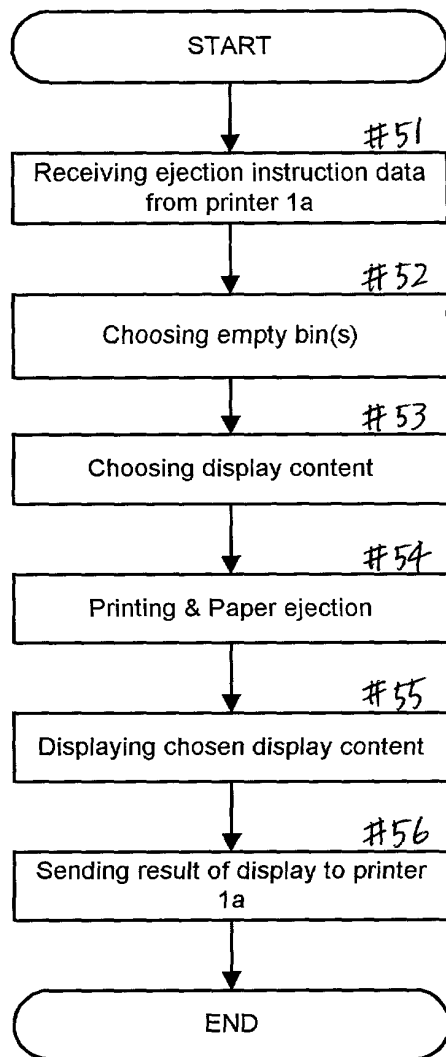 START
#51
Receiving ejection instruction data
from printer 1a
#52
Choosing empty bin(s)
#53
Choosing display content
#54
Printing & Paper ejection
#55
Displaying chosen display content
#56
Sending result of display to printer
1a
END